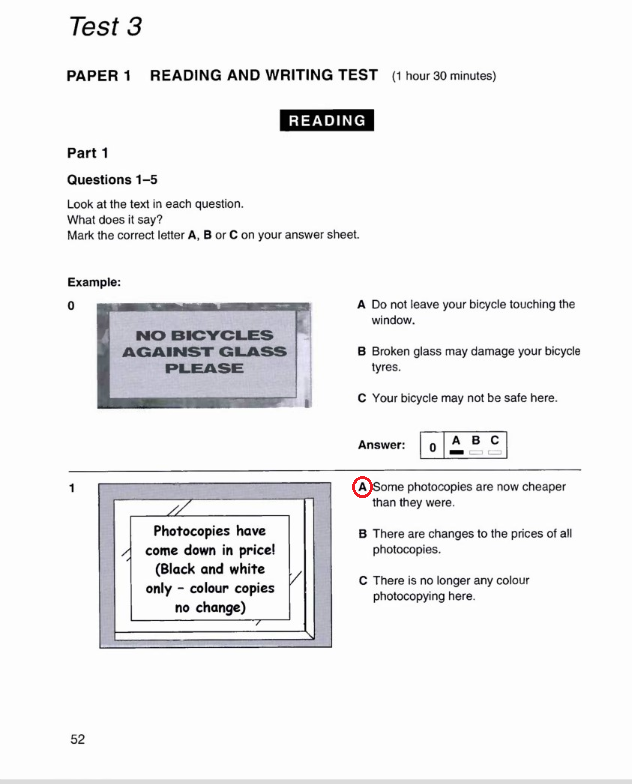 Test 3
PAPER 1 READING AND WRITING TEST (1 hour 30 minutes)
READING
Part 1
Questions 1–5
Look at the text in each question.
What does it say?
Mark the correct letter A, B or C on your answer sheet.
Example:
0
NO BICYCLES
AGAINST GLASS
PLEASE
A Do not leave your bicycle touching the
window.
B Broken glass may damage your bicycle
tyres.
C Your bicycle may not be safe here.
Answer: 0 A B C
1
Photocopies have
come down in price!
(Black and white
only – colour copies
no change)
A Some photocopies are now cheaper
than they were.
B There are changes to the prices of all
photocopies.
C There is no longer any colour
photocopying here.
52